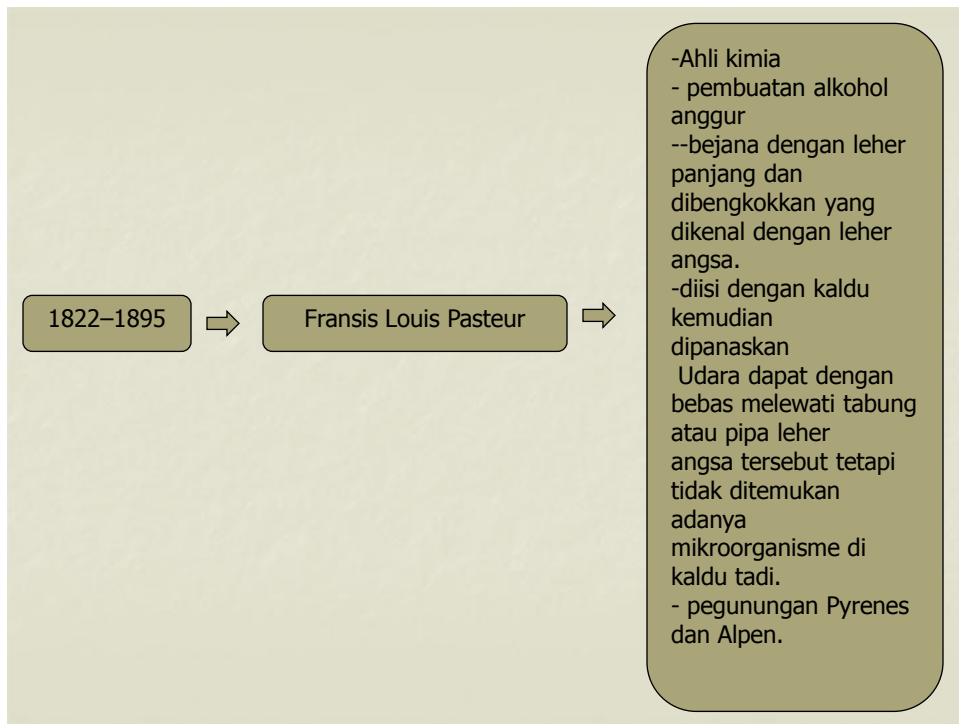 1822–1895
Fransis Louis Pasteur
-Ahli kimia
- pembuatan alkohol
anggur
--bejana dengan leher
panjang dan
dibengkokkan yang
dikenal dengan leher
angsa.
-diisi dengan kaldu
kemudian
dipanaskan
Udara dapat dengan
bebas melewati tabung
atau pipa leher
angsa tersebut tetapi
tidak ditemukan
adanya
mikroorganisme di
kaldu tadi.
- pegunungan Pyrenes
dan Alpen.